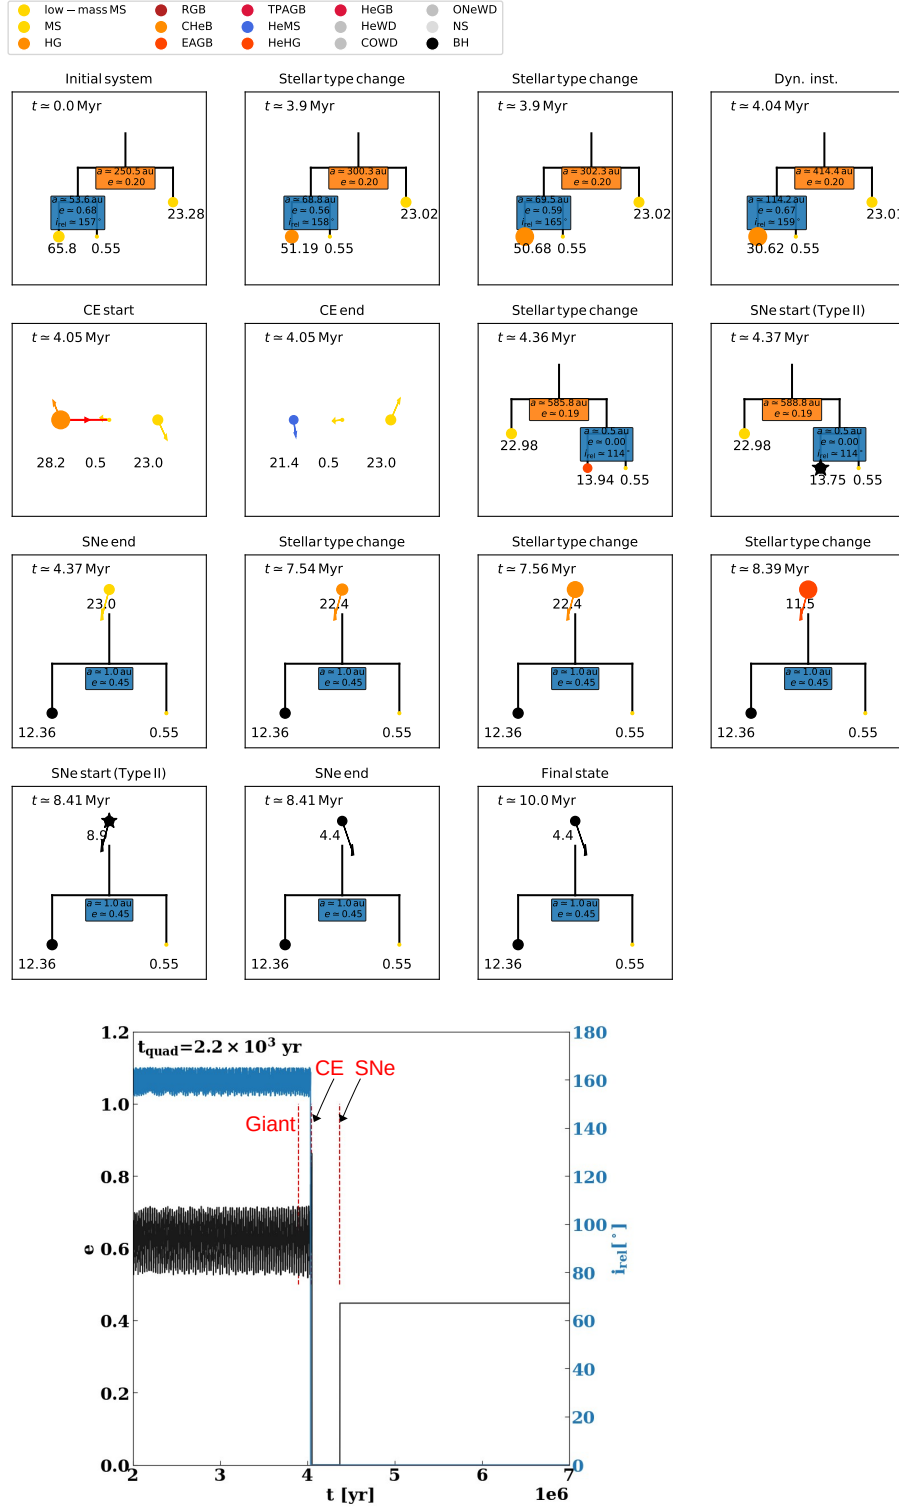 low − mass MS RGB TPAGB HeGB ONeWD
MS CHeB HeMS HeWD NS
HG EAGB HeHG COWD BH
Initial system Stellar type change Stellar type change Dyn. inst.
t ≃ 0.0 Myr t ≃ 3.9 Myr t ≃ 3.9 Myr t ≃ 4.04 Myr
a ≃ 250.5 au a ≃ 300.3 au a ≃ 302.3 au a ≃ 414.4 au
e ≃ 0.20 e ≃ 0.20 e ≃ 0.20 e ≃ 0.20
a ≃ 53.6 au a ≃ 68.8 au a ≃ 69.5 au a ≃ 114.2 au
e ≃ 0.68 23.28 e ≃ 0.56 23.02 e ≃ 0.59 23.02 e ≃ 0.67
i_rel ≃ 157° i_rel ≃ 158° i_rel ≃ 165° i_rel ≃ 159°
65.8 0.55 51.19 0.55 50.68 0.55 30.62 0.55
CE start CE end Stellar type change SNe start (Type II)
t ≃ 4.05 Myr t ≃ 4.05 Myr t ≃ 4.36 Myr t ≃ 4.37 Myr
a ≃ 585.8 au a ≃ 588.8 au
e ≃ 0.19 e ≃ 0.19
a ≃ 0.5 au a ≃ 0.5 au
22.98 e ≃ 0.00 22.98 e ≃ 0.00
i_rel ≃ 114° i_rel ≃ 114°
28.2 0.5 23.0 21.4 0.5 23.0 13.94 0.55 13.75 0.55
SNe end Stellar type change Stellar type change Stellar type change
t ≃ 4.37 Myr t ≃ 7.54 Myr t ≃ 7.56 Myr t ≃ 8.39 Myr
23.0 22.4 22.4 11.5
a ≃ 1.0 au a ≃ 1.0 au a ≃ 1.0 au a ≃ 1.0 au
e ≃ 0.45 e ≃ 0.45 e ≃ 0.45 e ≃ 0.45
12.36 0.55 12.36 0.55 12.36 0.55 12.36 0.55
SNe start (Type II) SNe end Final state
t ≃ 8.41 Myr t ≃ 8.41 Myr t ≃ 10.0 Myr
8.9 4.4 4.4
a ≃ 1.0 au a ≃ 1.0 au a ≃ 1.0 au
e ≃ 0.45 e ≃ 0.45 e ≃ 0.45
12.36 0.55 12.36 0.55 12.36 0.55
1.2 180
t_quad=2.2 × 10³ yr
CE SNe
160
1.0
Giant 140
0.8 120
100
0.6
e i_rel[°]
80
0.4 60
40
0.2
20
0.0 0
2 3 4 5 6 7
t [yr] 1e6